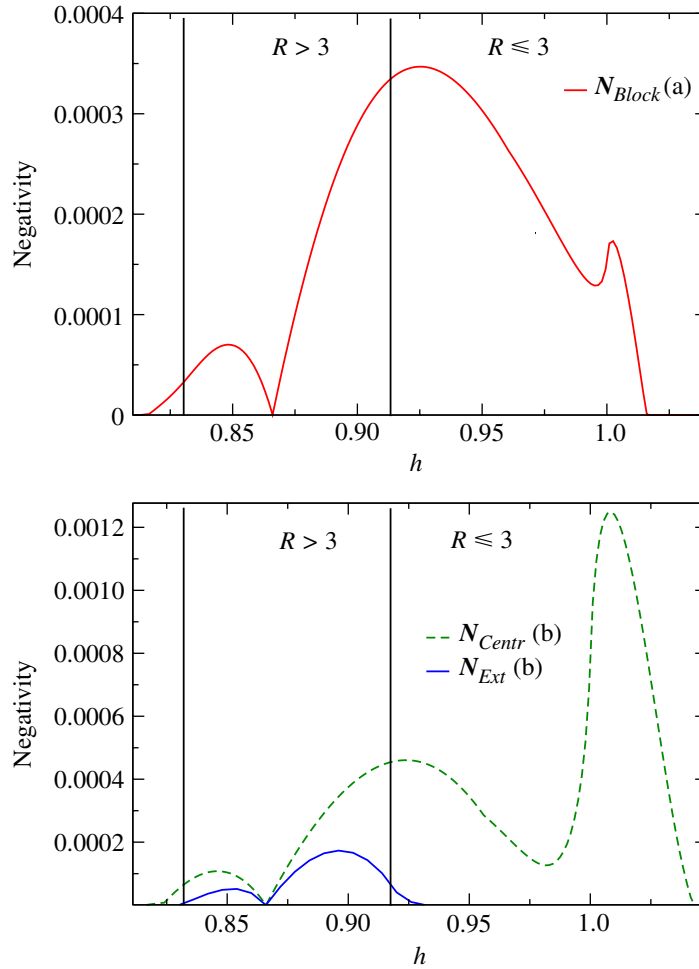 0.0004
R > 3
R ⩽ 3
N_Block (a)
0.0003
Negativity
0.0002
0.0001
0
0.85
0.90
0.95
1.0
h
0.0012
R > 3
R ⩽ 3
0.0010
N_Centr (b)
0.0008
N_Ext (b)
Negativity
0.0006
0.0004
0.0002
0.85
0.90
0.95
1.0
h